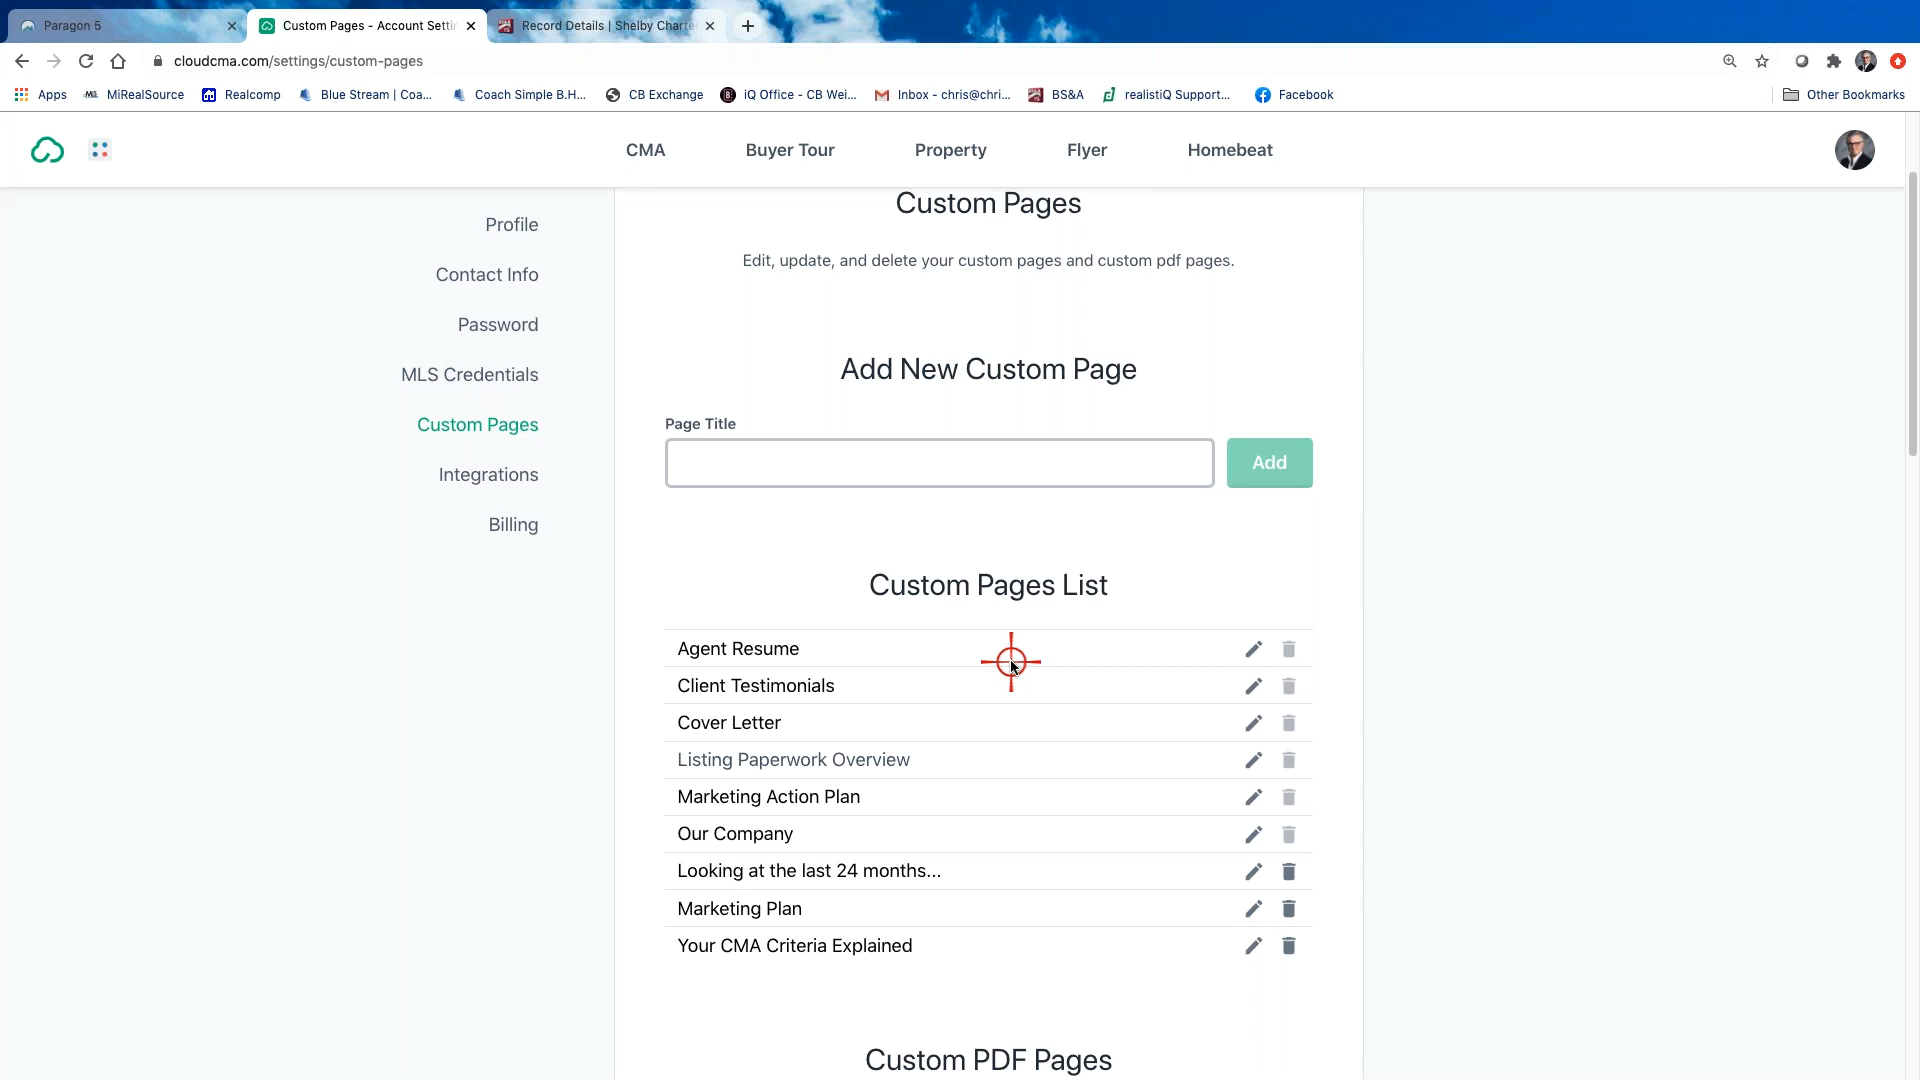 Paragon 5
Custom Pages - Account Settin
Record Details | Shelby Charte
cloudcma.com/settings/custom-pages
Apps
MiRealSource
Realcomp
Blue Stream | Coa...
Coach Simple B.H...
CB Exchange
iQ Office - CB Wei...
Inbox - chris@chri...
BS&A
realistiQ Support...
Facebook
Other Bookmarks
CMA
Buyer Tour
Property
Flyer
Homebeat
Profile
Contact Info
Password
MLS Credentials
Custom Pages
Integrations
Billing
Custom Pages
Edit, update, and delete your custom pages and custom pdf pages.
Add New Custom Page
Page Title
Add
Custom Pages List
Agent Resume
Client Testimonials
Cover Letter
Listing Paperwork Overview
Marketing Action Plan
Our Company
Looking at the last 24 months...
Marketing Plan
Your CMA Criteria Explained
Custom PDF Pages